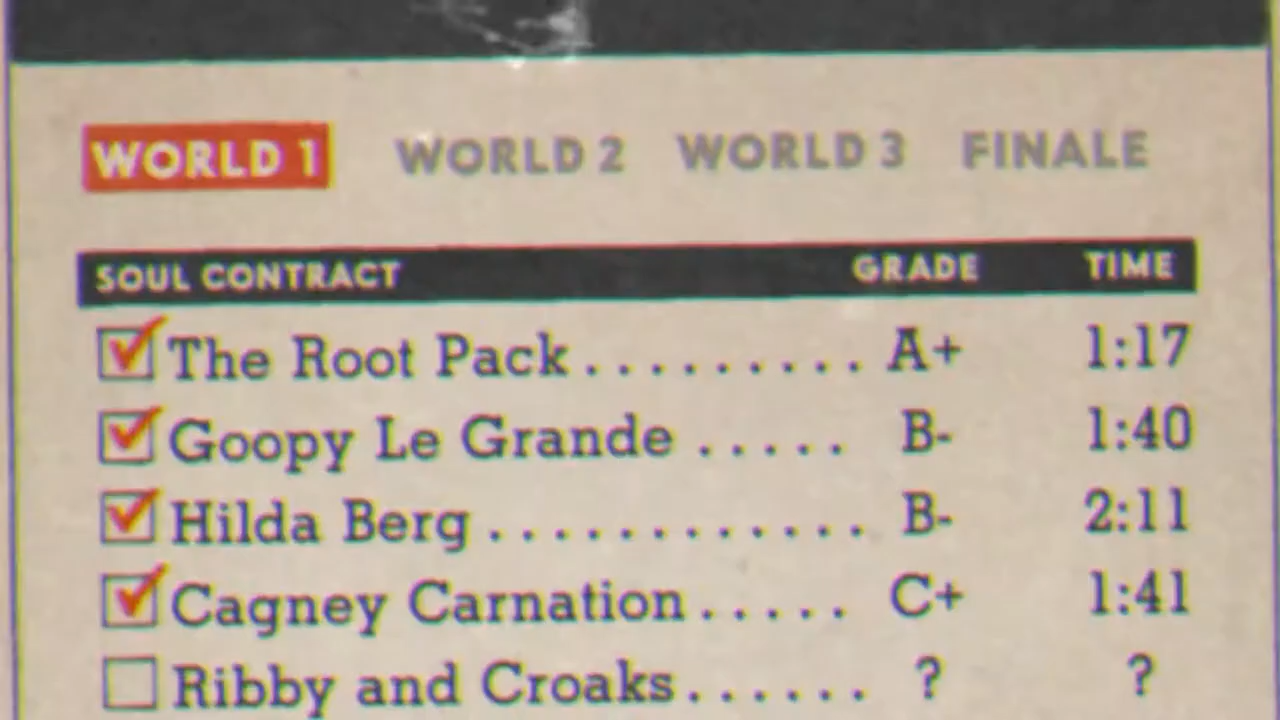 WORLD 1 WORLD 2 WORLD 3 FINALE
SOUL CONTRACT GRADE TIME
The Root Pack ......... A+ 1:17
Goopy Le Grande ..... B- 1:40
Hilda Berg ............ B- 2:11
Cagney Carnation ..... C+ 1:41
Ribby and Croaks ...... ? ?